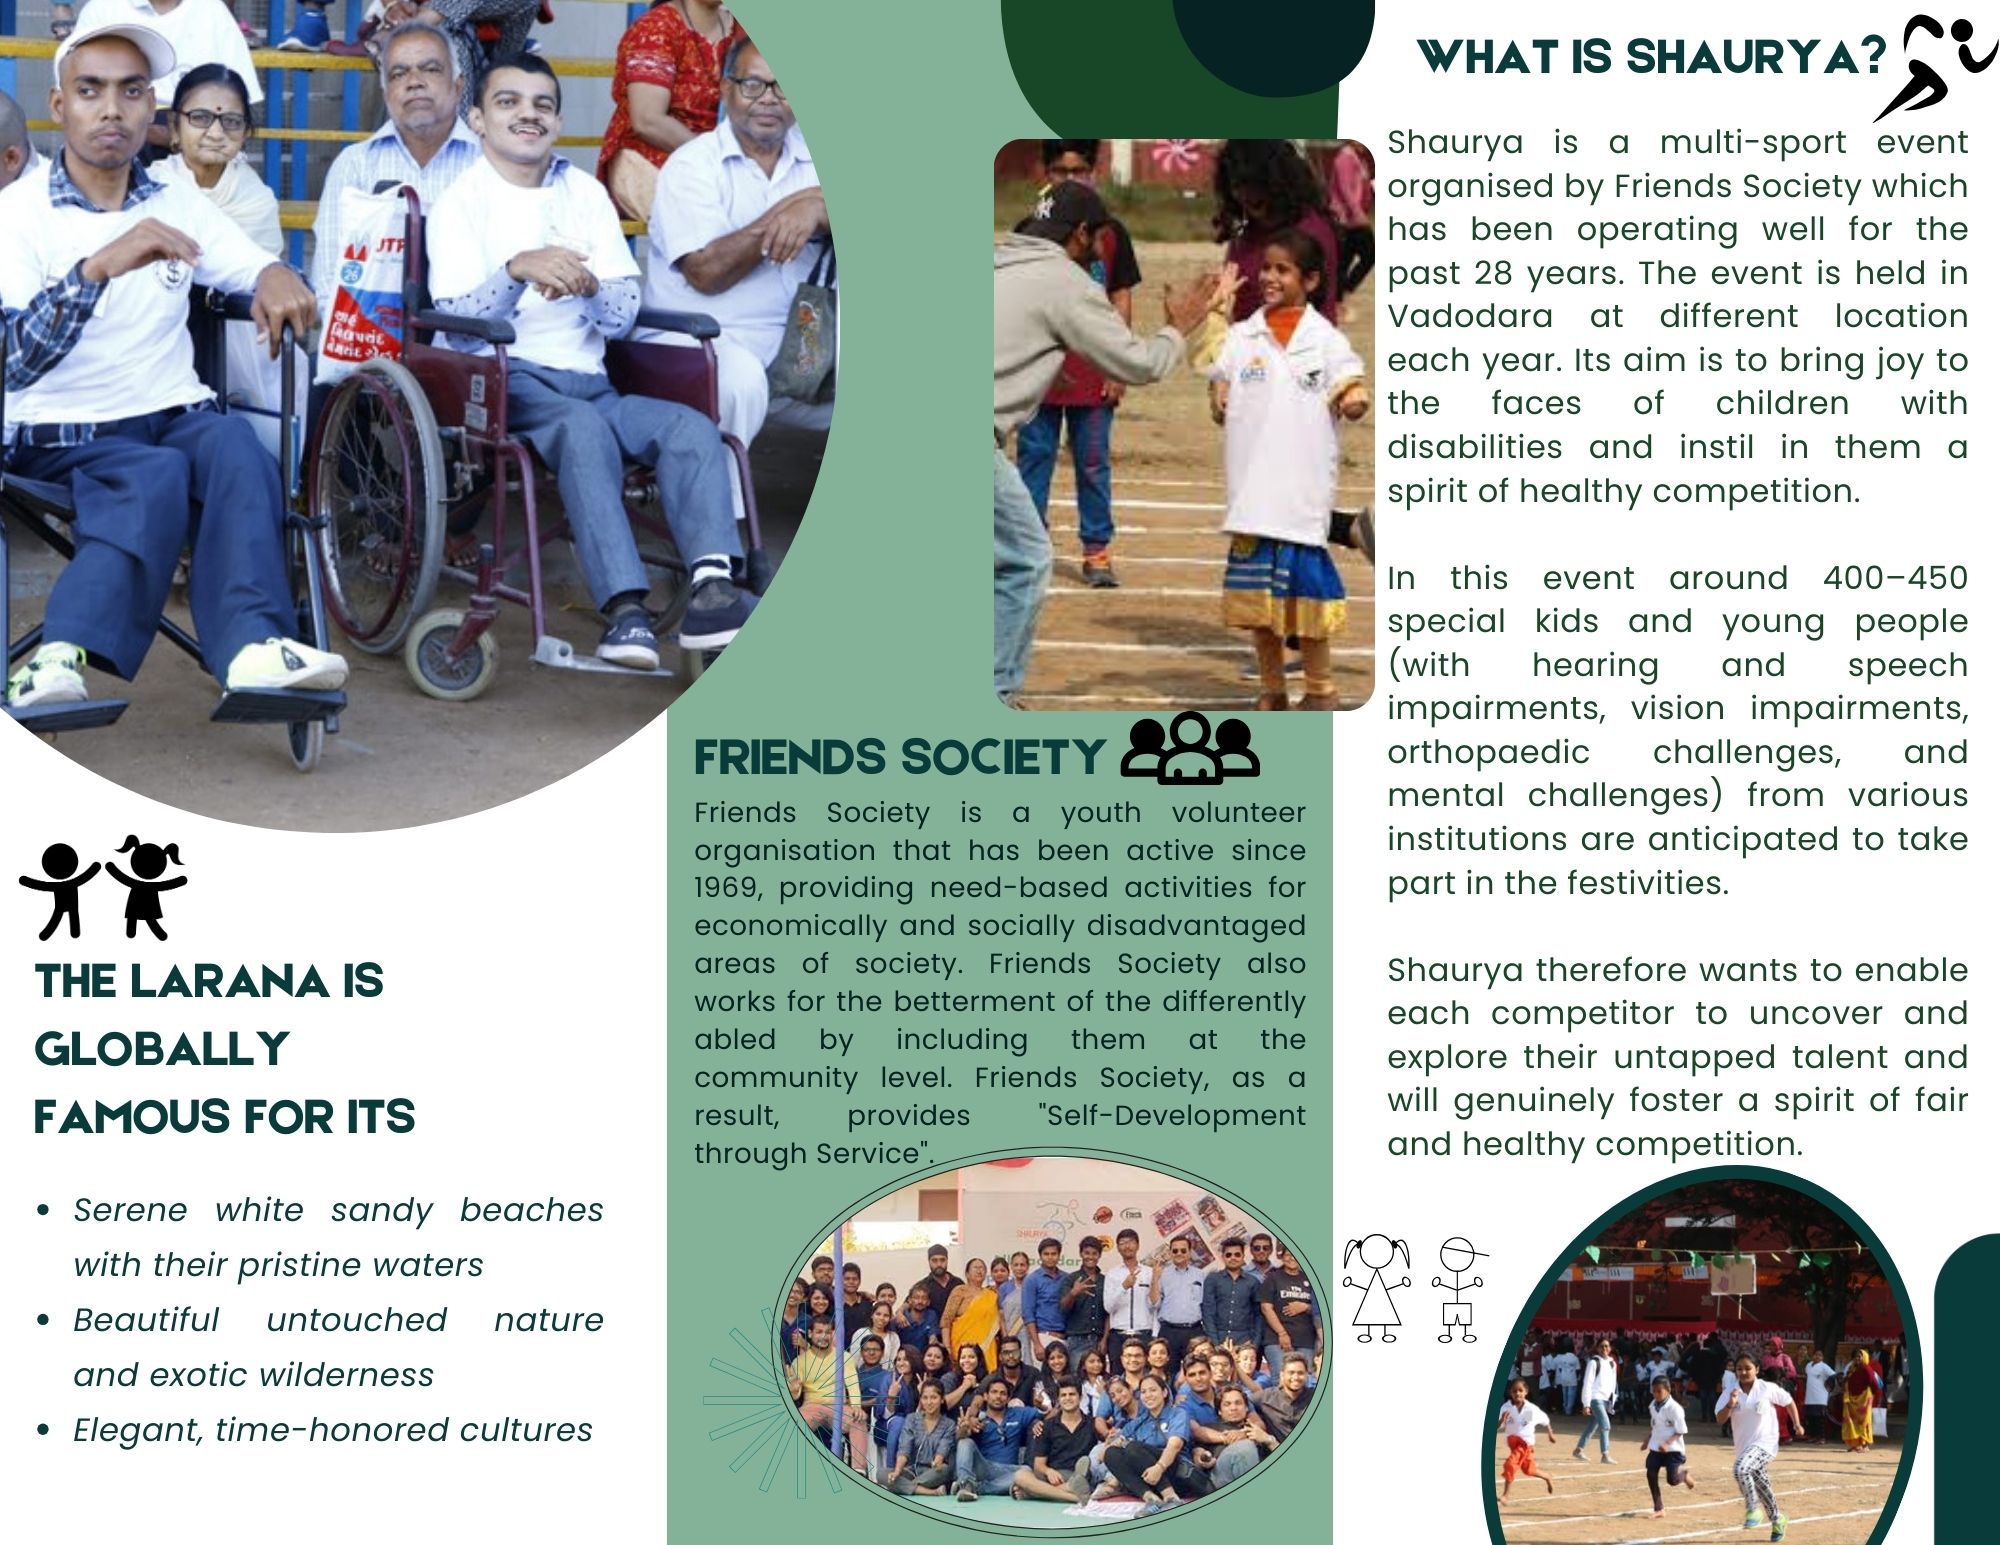 THE LARANA IS
GLOBALLY
FAMOUS FOR ITS
• Serene white sandy beaches
with their pristine waters
• Beautiful untouched nature
and exotic wilderness
• Elegant, time-honored cultures
FRIENDS SOCIETY
Friends Society is a youth volunteer
organisation that has been active since
1969, providing need-based activities for
economically and socially disadvantaged
areas of society. Friends Society also
works for the betterment of the differently
abled by including them at the
community level. Friends Society, as a
result, provides "Self-Development
through Service".
SHAURYA
WHAT IS SHAURYA?
Shaurya is a multi-sport event
organised by Friends Society which
has been operating well for the
past 28 years. The event is held in
Vadodara at different location
each year. Its aim is to bring joy to
the faces of children with
disabilities and instil in them a
spirit of healthy competition.
In this event around 400–450
special kids and young people
(with hearing and speech
impairments, vision impairments,
orthopaedic challenges, and
mental challenges) from various
institutions are anticipated to take
part in the festivities.
Shaurya therefore wants to enable
each competitor to uncover and
explore their untapped talent and
will genuinely foster a spirit of fair
and healthy competition.